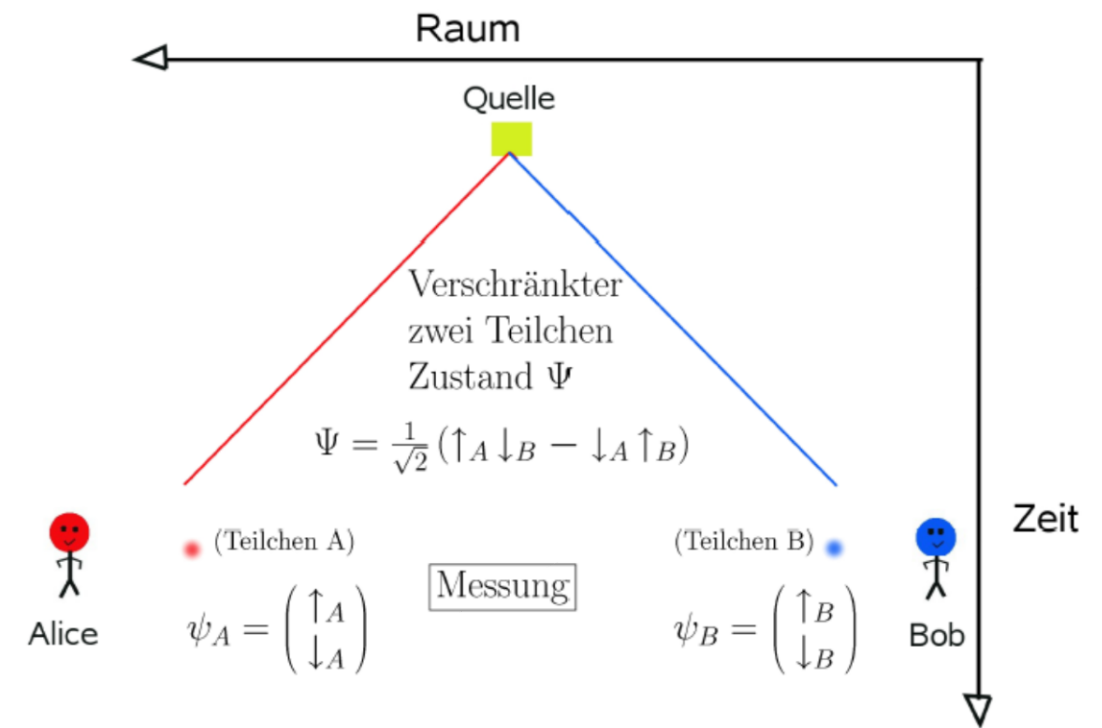 Raum
Quelle
Verschränkter
zwei Teilchen
Zustand Ψ
Ψ = 1/√2 (↑A ↓B − ↓A ↑B)
Zeit
(Teilchen A)
(Teilchen B)
Messung
ψA = (↑A ↓A)
ψB = (↑B ↓B)
Alice
Bob